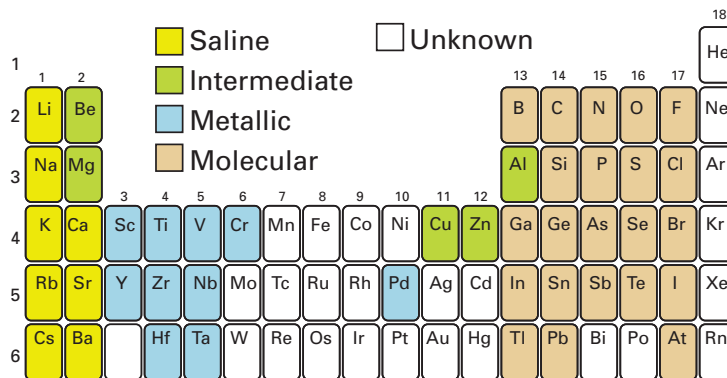 18
Saline Unknown
1 He
1 2 Intermediate 13 14 15 16 17
2 Li Be Metallic B C N O F Ne
3 Na Mg Molecular Al Si P S Cl Ar
3 4 5 6 7 8 9 10 11 12
4 K Ca Sc Ti V Cr Mn Fe Co Ni Cu Zn Ga Ge As Se Br Kr
5 Rb Sr Y Zr Nb Mo Tc Ru Rh Pd Ag Cd In Sn Sb Te I Xe
6 Cs Ba Hf Ta W Re Os Ir Pt Au Hg Tl Pb Bi Po At Rn